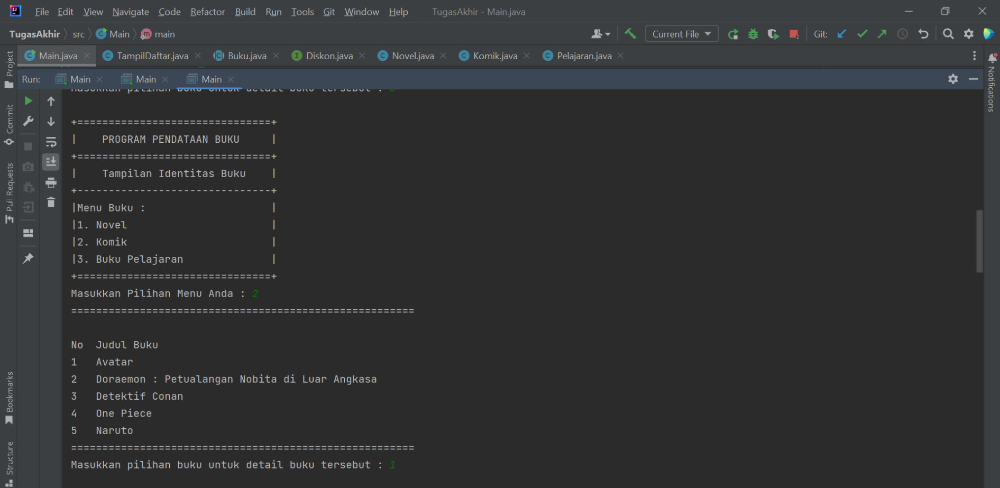 File Edit View Navigate Code Refactor Build Run Tools Git Window Help TugasAkhir - Main.java
TugasAkhir src Main main Current File Git:
Main.java TampilDaftar.java Buku.java Diskon.java Novel.java Komik.java Pelajaran.java
Run: Main Main Main
Masukkan pilihan buku untuk detail buku tersebut :
+===============================+
|    PROGRAM PENDATAAN BUKU     |
+===============================+
|    Tampilan Identitas Buku    |
+-------------------------------+
|Menu Buku :                    |
|1. Novel                       |
|2. Komik                       |
|3. Buku Pelajaran              |
+===============================+
Masukkan Pilihan Menu Anda : 2
=======================================================
No  Judul Buku
1   Avatar
2   Doraemon : Petualangan Nobita di Luar Angkasa
3   Detektif Conan
4   One Piece
5   Naruto
=======================================================
Masukkan pilihan buku untuk detail buku tersebut : 1
Project
Commit
Pull Requests
Bookmarks
Structure
Notifications